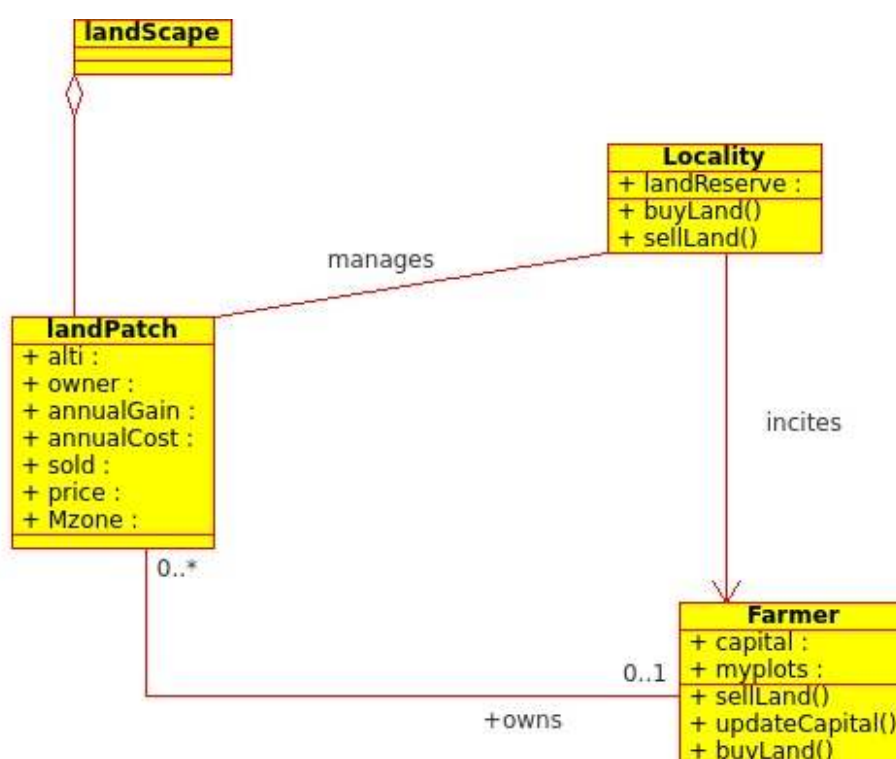 landScape
Locality
+ landReserve :
+ buyLand()
+ sellLand()
manages
landPatch
+ alti :
+ owner :
+ annualGain :
+ annualCost :
+ sold :
+ price :
+ Mzone :
incites
0..*
Farmer
+ capital :
+ myplots :
+ sellLand()
+ updateCapital()
+ buyLand()
0..1
+owns